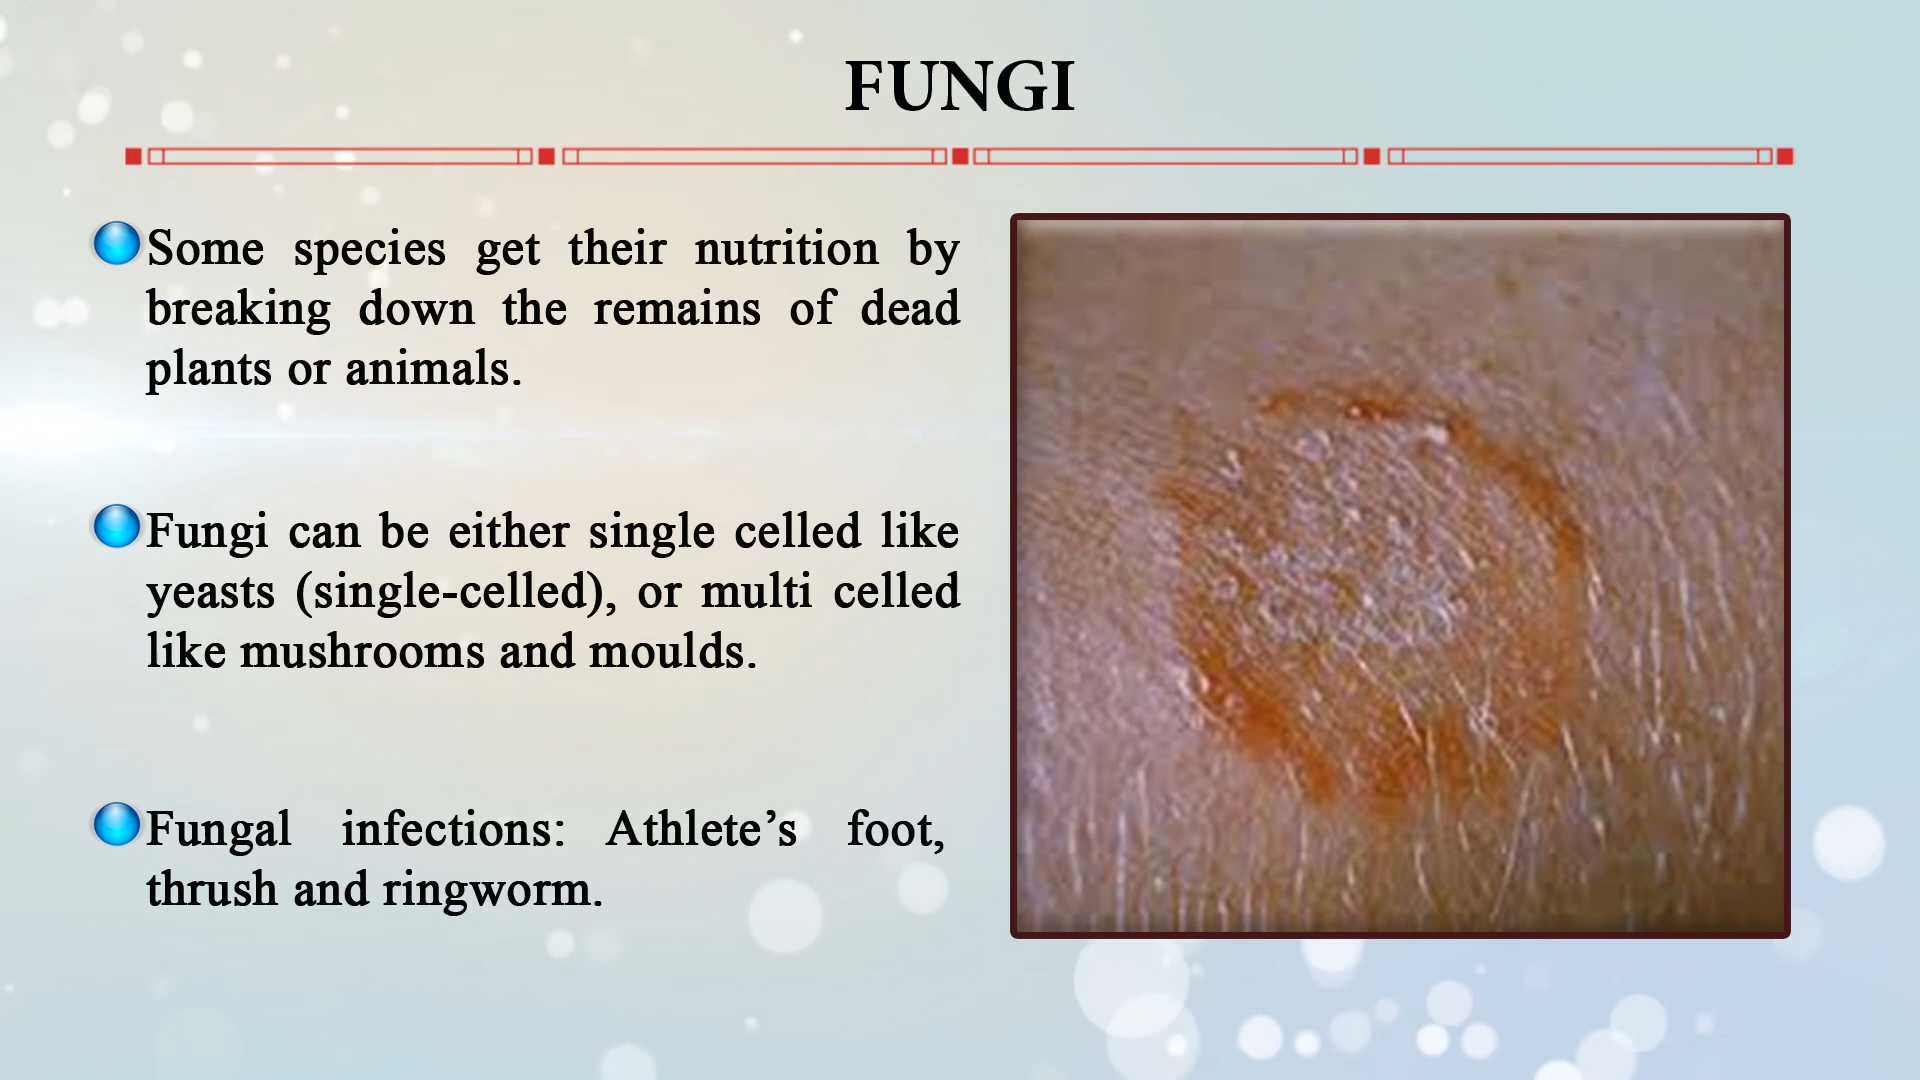 FUNGI
Some species get their nutrition by
breaking down the remains of dead
plants or animals.
Fungi can be either single celled like
yeasts (single-celled), or multi celled
like mushrooms and moulds.
Fungal infections: Athlete’s foot,
thrush and ringworm.